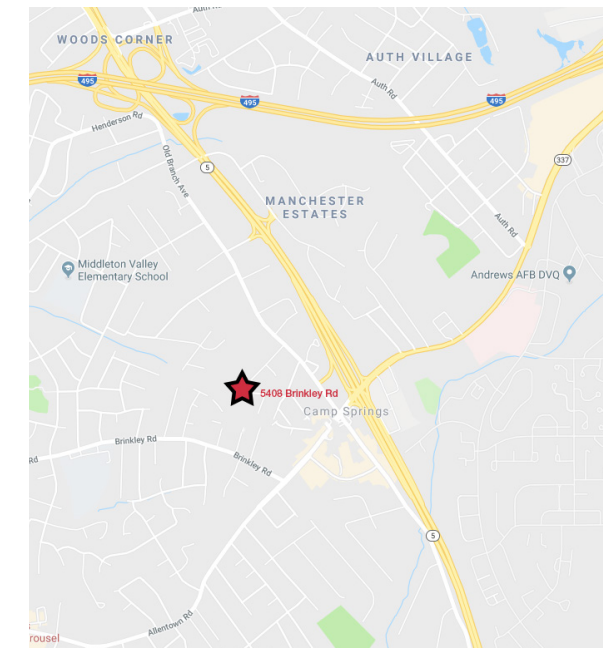 Auth Rd
WOODS CORNER
AUTH VILLAGE
495
495
495
Auth Rd
Henderson Rd
Old Branch Ave
5
337
MANCHESTER
ESTATES
Auth Rd
Middleton Valley
Elementary School
Andrews AFB DVQ
5408 Brinkley Rd
Camp Springs
Brinkley Rd
Rd
Brinkley Rd
5
Allentown Rd
rousel